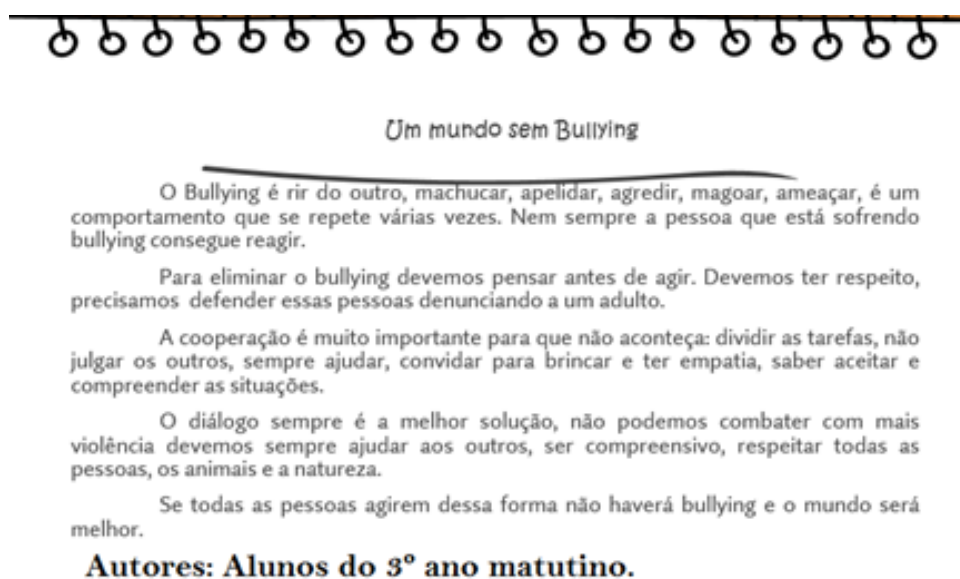 Um mundo sem Bullying
O Bullying é rir do outro, machucar, apelidar, agredir, magoar, ameaçar, é um
comportamento que se repete várias vezes. Nem sempre a pessoa que está sofrendo
bullying consegue reagir.
Para eliminar o bullying devemos pensar antes de agir. Devemos ter respeito,
precisamos defender essas pessoas denunciando a um adulto.
A cooperação é muito importante para que não aconteça: dividir as tarefas, não
julgar os outros, sempre ajudar, convidar para brincar e ter empatia, saber aceitar e
compreender as situações.
O diálogo sempre é a melhor solução, não podemos combater com mais
violência devemos sempre ajudar aos outros, ser compreensivo, respeitar todas as
pessoas, os animais e a natureza.
Se todas as pessoas agirem dessa forma não haverá bullying e o mundo será
melhor.
Autores: Alunos do 3º ano matutino.